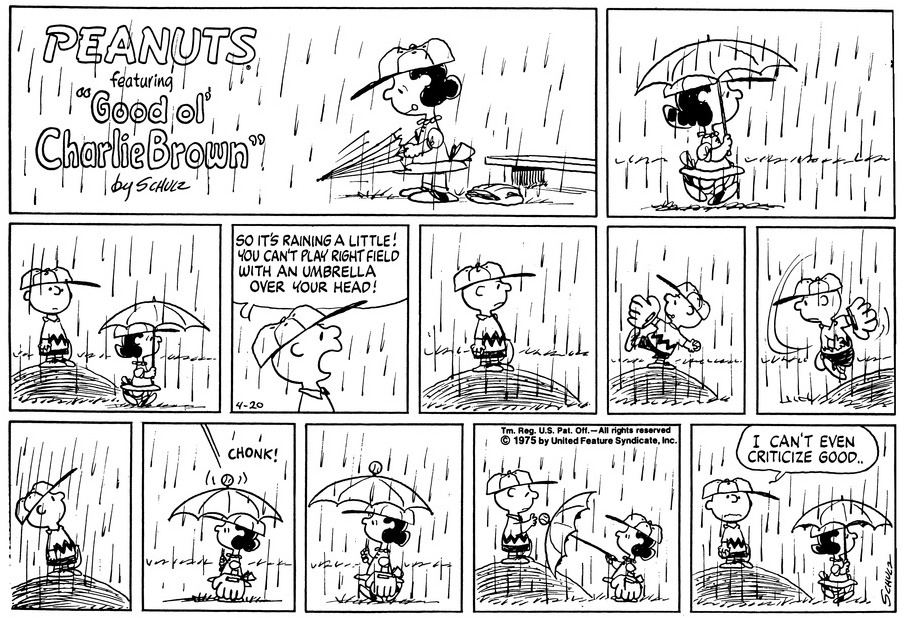 PEANUTS
featuring
"Good ol'
Charlie Brown"
by SCHULZ
SO IT'S RAINING A LITTLE!
YOU CAN'T PLAY RIGHT FIELD
WITH AN UMBRELLA
OVER YOUR HEAD!
4-20
CHONK!
Tm. Reg. U.S. Pat. Off.—All rights reserved
© 1975 by United Feature Syndicate, Inc.
I CAN'T EVEN
CRITICIZE GOOD..
SCHULZ